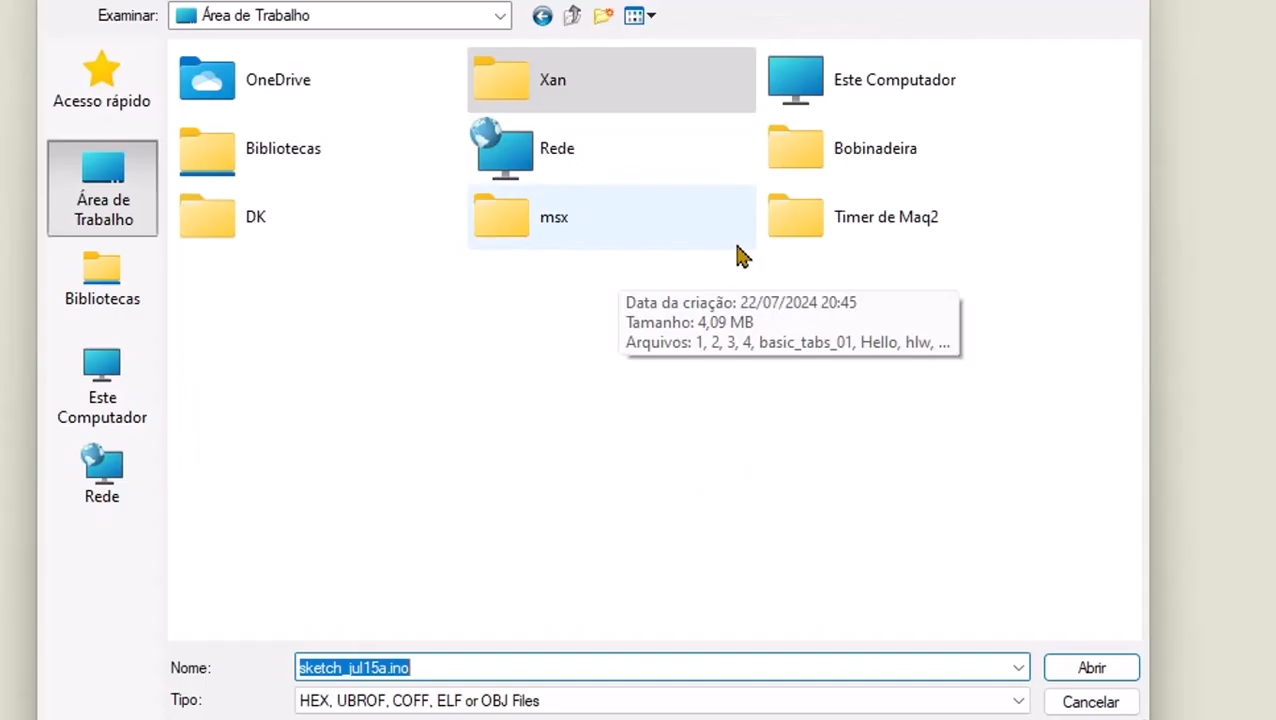 Examinar:
Área de Trabalho
Acesso rápido
Área de
Trabalho
Bibliotecas
Este
Computador
Rede
OneDrive
Xan
Este Computador
Bibliotecas
Rede
Bobinadeira
DK
msx
Timer de Maq2
Data da criação: 22/07/2024 20:45
Tamanho: 4,09 MB
Arquivos: 1, 2, 3, 4, basic_tabs_01, Hello, hlw, ...
Nome:
sketch_jul15a.ino
Abrir
Tipo:
HEX, UBROF, COFF, ELF or OBJ Files
Cancelar